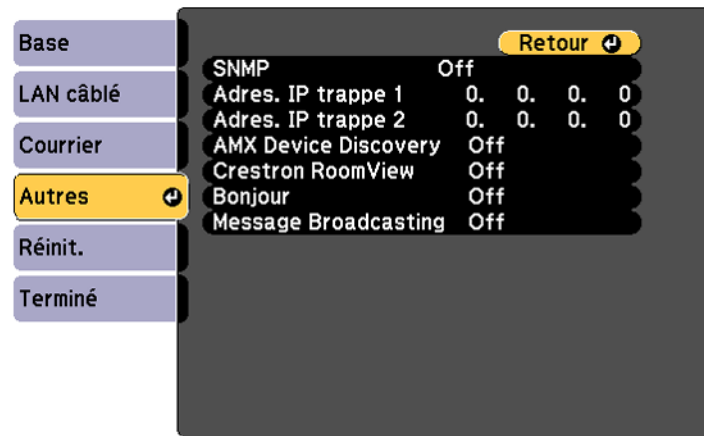 Base
LAN câblé
Courrier
Autres
Réinit.
Terminé
Retour
SNMP Off
Adres. IP trappe 1 0. 0. 0. 0
Adres. IP trappe 2 0. 0. 0. 0
AMX Device Discovery Off
Crestron RoomView Off
Bonjour Off
Message Broadcasting Off